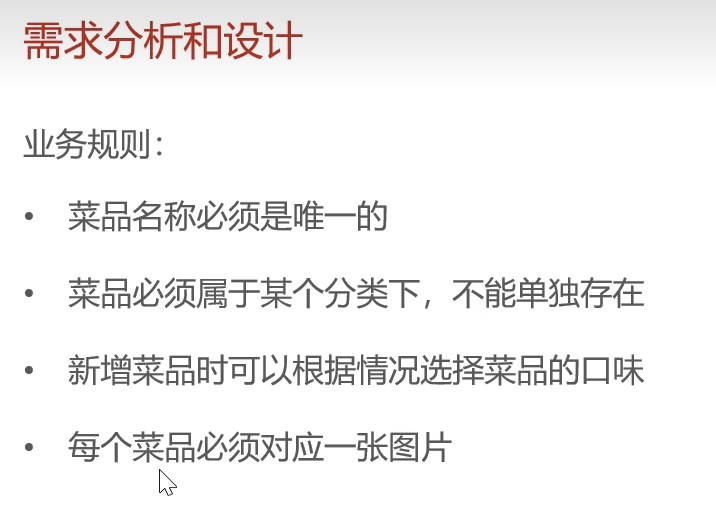 需求分析和设计
业务规则：
• 菜品名称必须是唯一的
• 菜品必须属于某个分类下，不能单独存在
• 新增菜品时可以根据情况选择菜品的口味
• 每个菜品必须对应一张图片